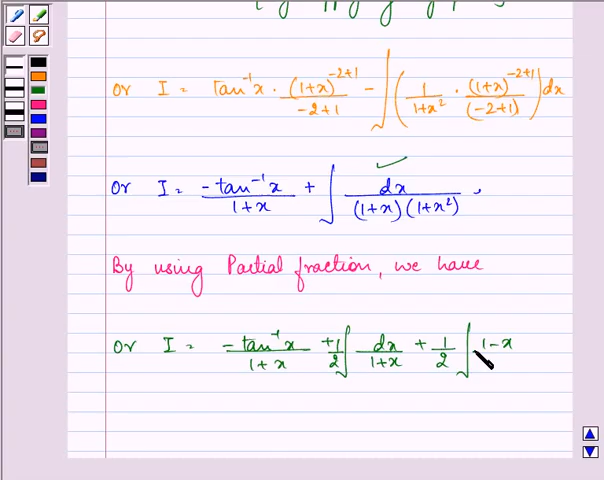 Or I = tan⁻¹x · (1+x)⁻²⁺¹/(-2+1) - ∫(1/(1+x²) · (1+x)⁻²⁺¹/(-2+1))dx
Or I = -tan⁻¹x/(1+x) + ∫ dx/((1+x)(1+x²)),
By using Partial fraction, we have
Or I = -tan⁻¹x/(1+x) + 1/2 ∫ dx/(1+x) + 1/2 ∫ 1-x